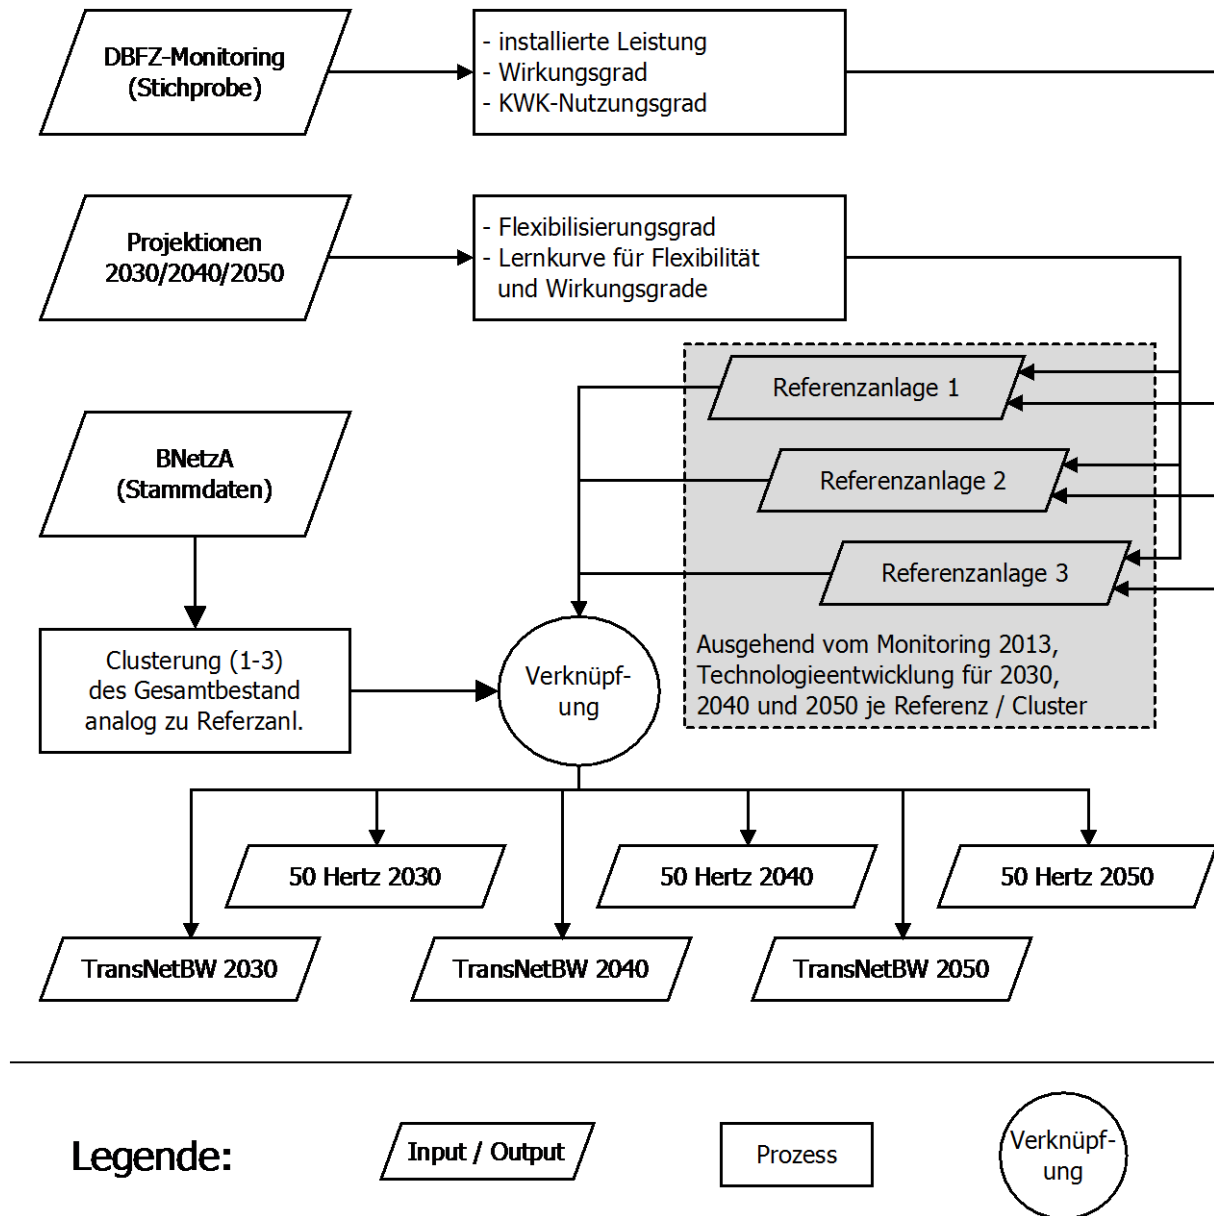 DBFZ-Monitoring
(Stichprobe)
- installierte Leistung
- Wirkungsgrad
- KWK-Nutzungsgrad
Projektionen
2030/2040/2050
- Flexibilisierungsgrad
- Lernkurve für Flexibilität
und Wirkungsgrade
Referenzanlage 1
BNetzA
(Stammdaten)
Referenzanlage 2
Referenzanlage 3
Ausgehend vom Monitoring 2013,
Technologieentwicklung für 2030,
2040 und 2050 je Referenz / Cluster
Clusterung (1-3)
des Gesamtbestand
analog zu Referzanl.
Verknüpf-
ung
50 Hertz 2030
50 Hertz 2040
50 Hertz 2050
TransNetBW 2030
TransNetBW 2040
TransNetBW 2050
Legende:
Input / Output
Prozess
Verknüpf-
ung